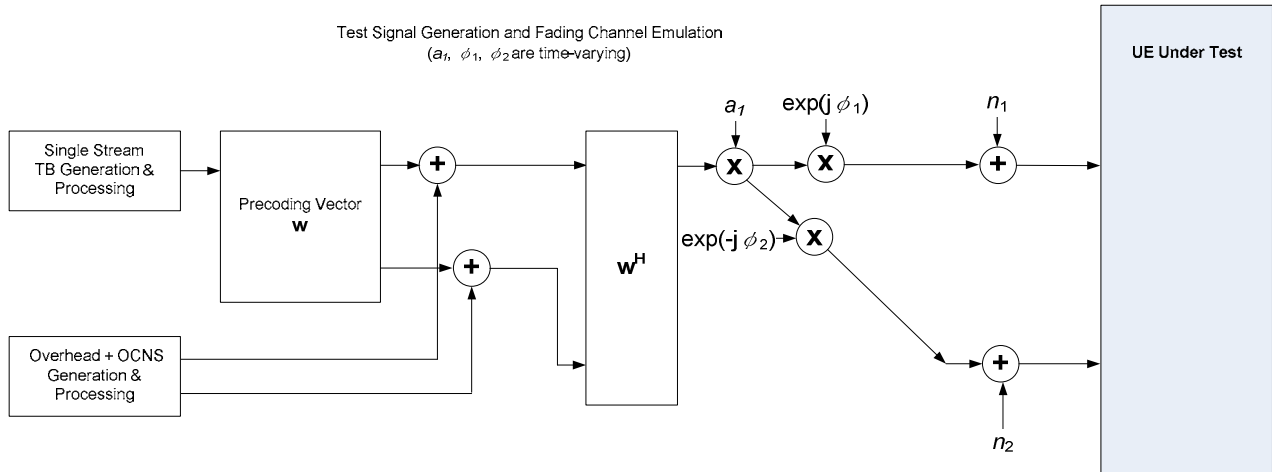 Test Signal Generation and Fading Channel Emulation
(a1, ϕ1, ϕ2 are time-varying)
UE Under Test
a1
exp(j ϕ1)
n1
Single Stream
TB Generation &
Processing
+
x
x
+
Precoding Vector
w
exp(-j ϕ2)
x
+
wH
Overhead + OCNS
Generation &
Processing
+
n2